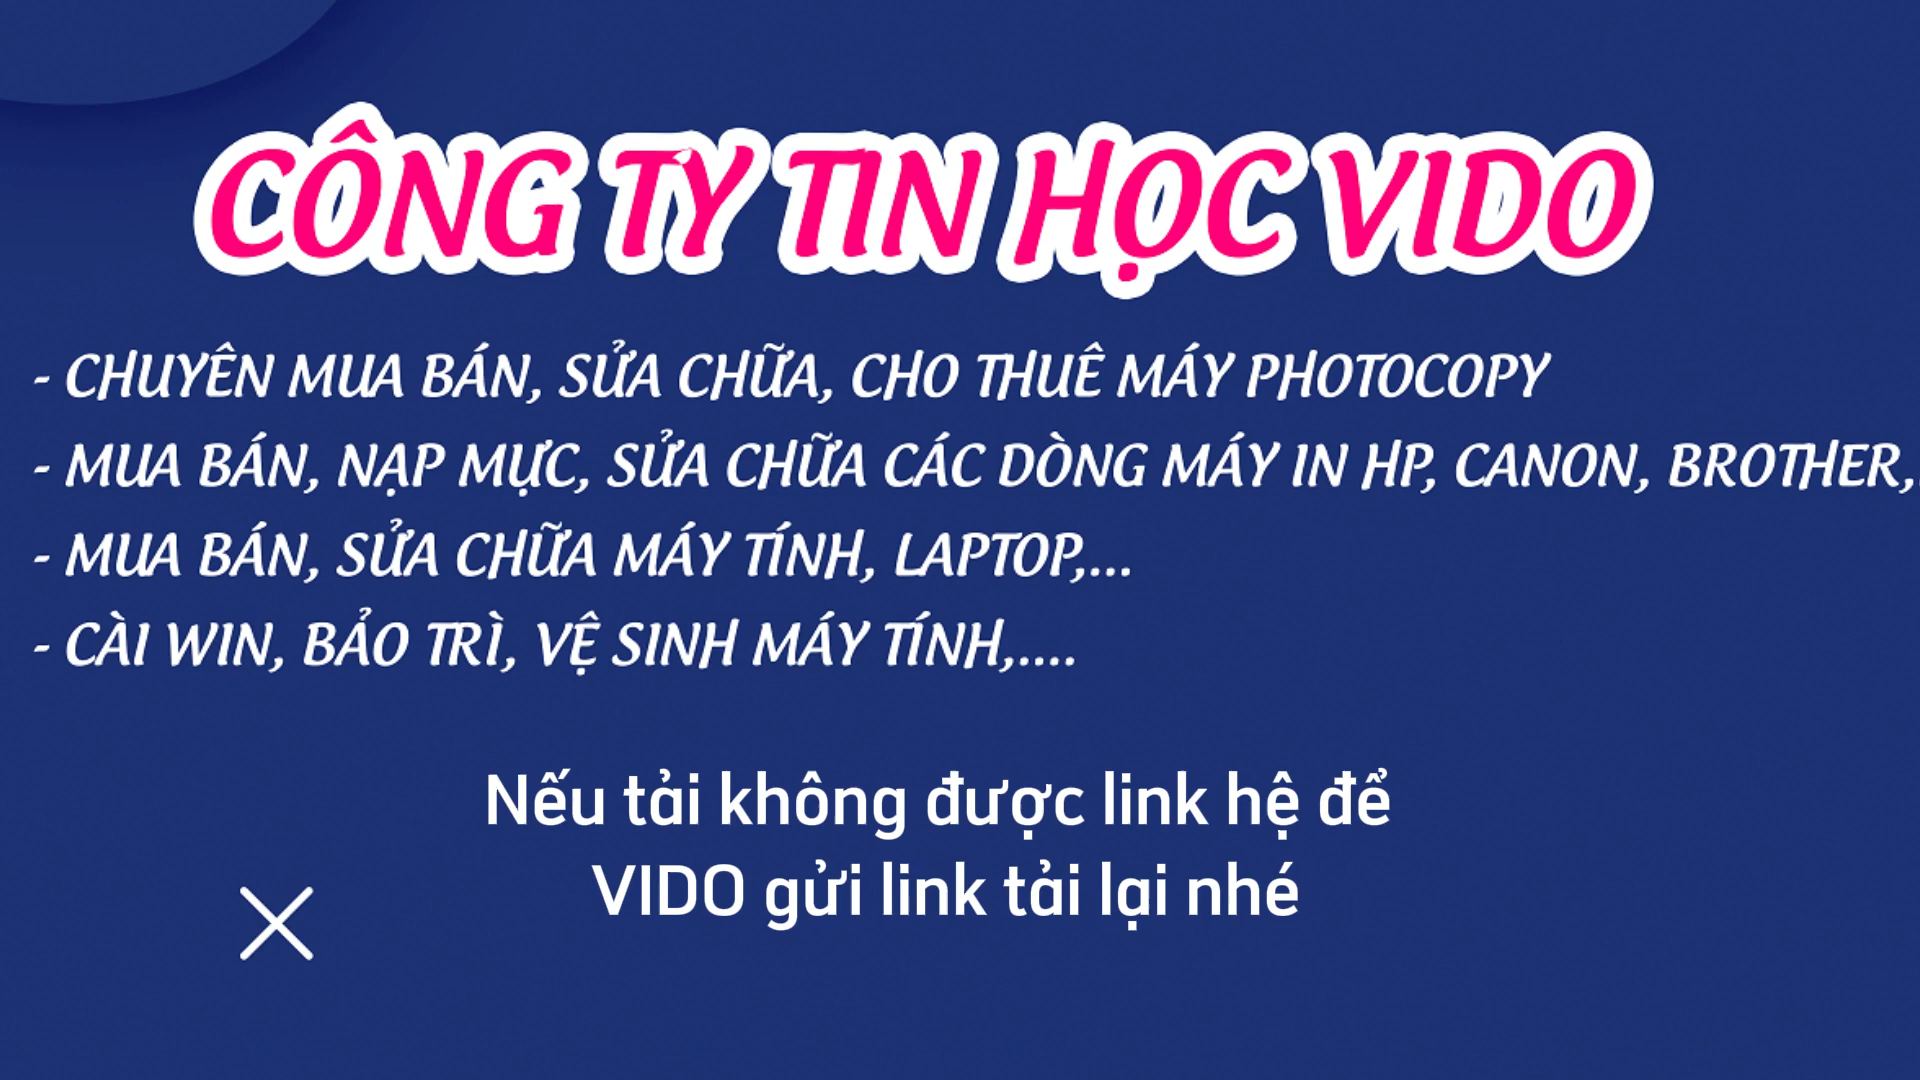 CÔNG TY TIN HỌC VIDO
- CHUYÊN MUA BÁN, SỬA CHỮA, CHO THUÊ MÁY PHOTOCOPY
- MUA BÁN, NẠP MỰC, SỬA CHỮA CÁC DÒNG MÁY IN HP, CANON, BROTHER,.
- MUA BÁN, SỬA CHỮA MÁY TÍNH, LAPTOP,...
- CÀI WIN, BẢO TRÌ, VỆ SINH MÁY TÍNH,....
Nếu tải không được link hệ để
VIDO gửi link tải lại nhé